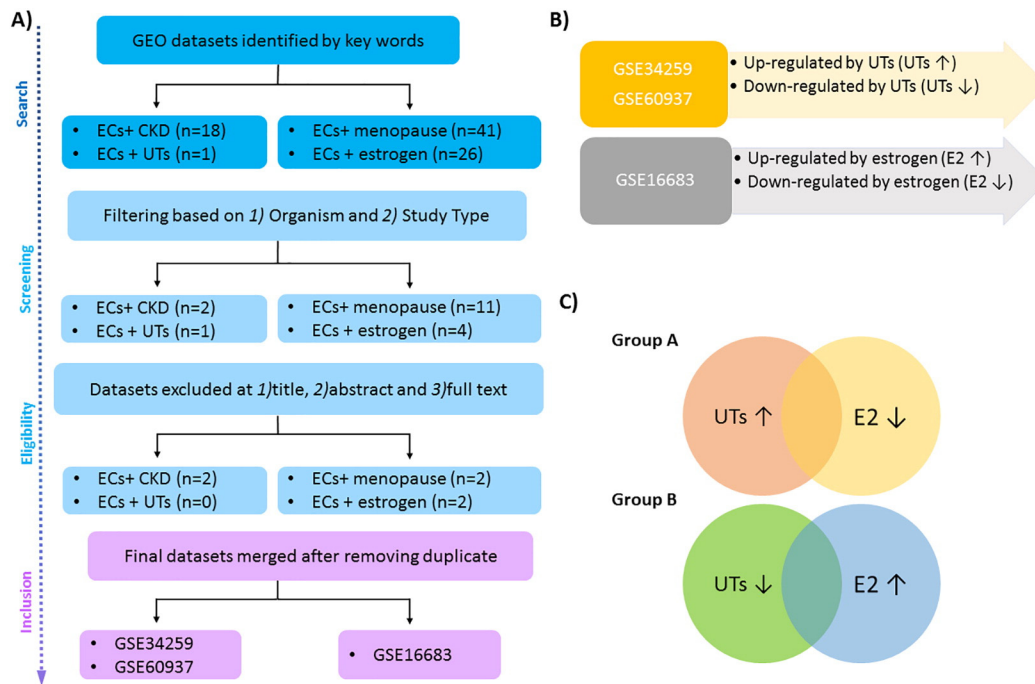 A)
GEO datasets identified by key words
Search
• ECs+ CKD (n=18)
• ECs + UTs (n=1)
• ECs+ menopause (n=41)
• ECs + estrogen (n=26)
Filtering based on 1) Organism and 2) Study Type
Screening
• ECs+ CKD (n=2)
• ECs + UTs (n=1)
• ECs+ menopause (n=11)
• ECs + estrogen (n=4)
Datasets excluded at 1)title, 2)abstract and 3)full text
Eligibility
• ECs+ CKD (n=2)
• ECs + UTs (n=0)
• ECs+ menopause (n=2)
• ECs + estrogen (n=2)
Final datasets merged after removing duplicate
Inclusion
• GSE34259
• GSE60937
• GSE16683
B)
GSE34259
GSE60937
• Up-regulated by UTs (UTs ↑)
• Down-regulated by UTs (UTs ↓)
GSE16683
• Up-regulated by estrogen (E2 ↑)
• Down-regulated by estrogen (E2 ↓)
C)
Group A
UTs ↑
E2 ↓
Group B
UTs ↓
E2 ↑